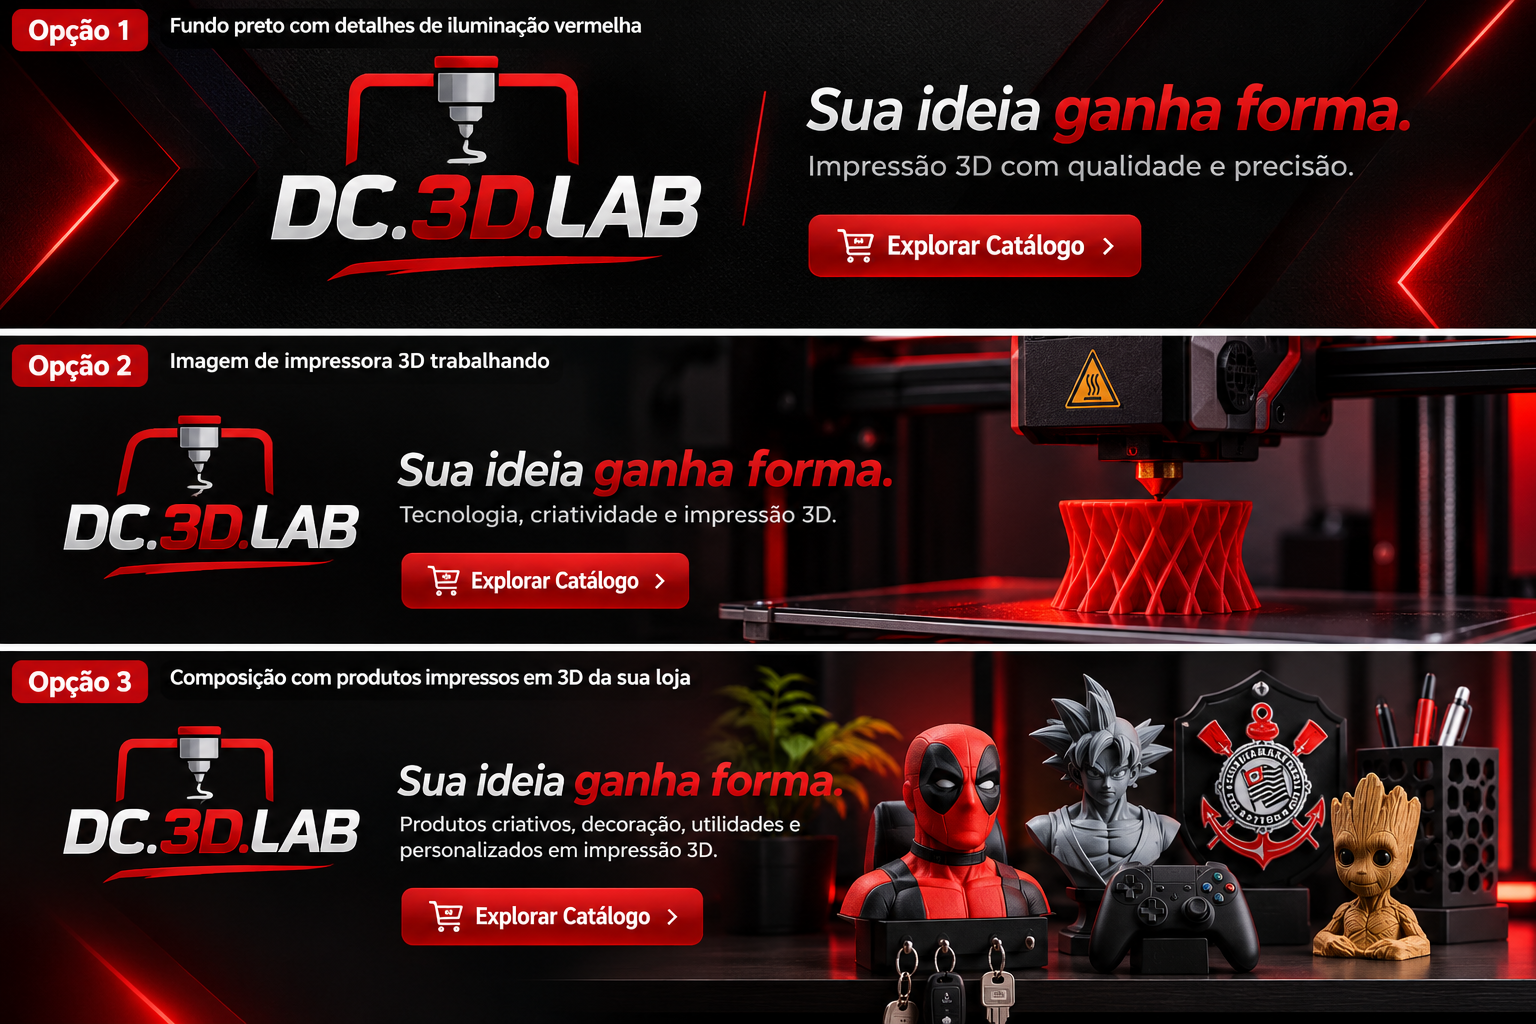 Opção 1
Fundo preto com detalhes de iluminação vermelha
DC.3D.LAB
Sua ideia ganha forma.
Impressão 3D com qualidade e precisão.
Explorar Catálogo
Opção 2
Imagem de impressora 3D trabalhando
DC.3D.LAB
Sua ideia ganha forma.
Tecnologia, criatividade e impressão 3D.
Explorar Catálogo
Opção 3
Composição com produtos impressos em 3D da sua loja
DC.3D.LAB
Sua ideia ganha forma.
Produtos criativos, decoração, utilidades e
personalizados em impressão 3D.
Explorar Catálogo